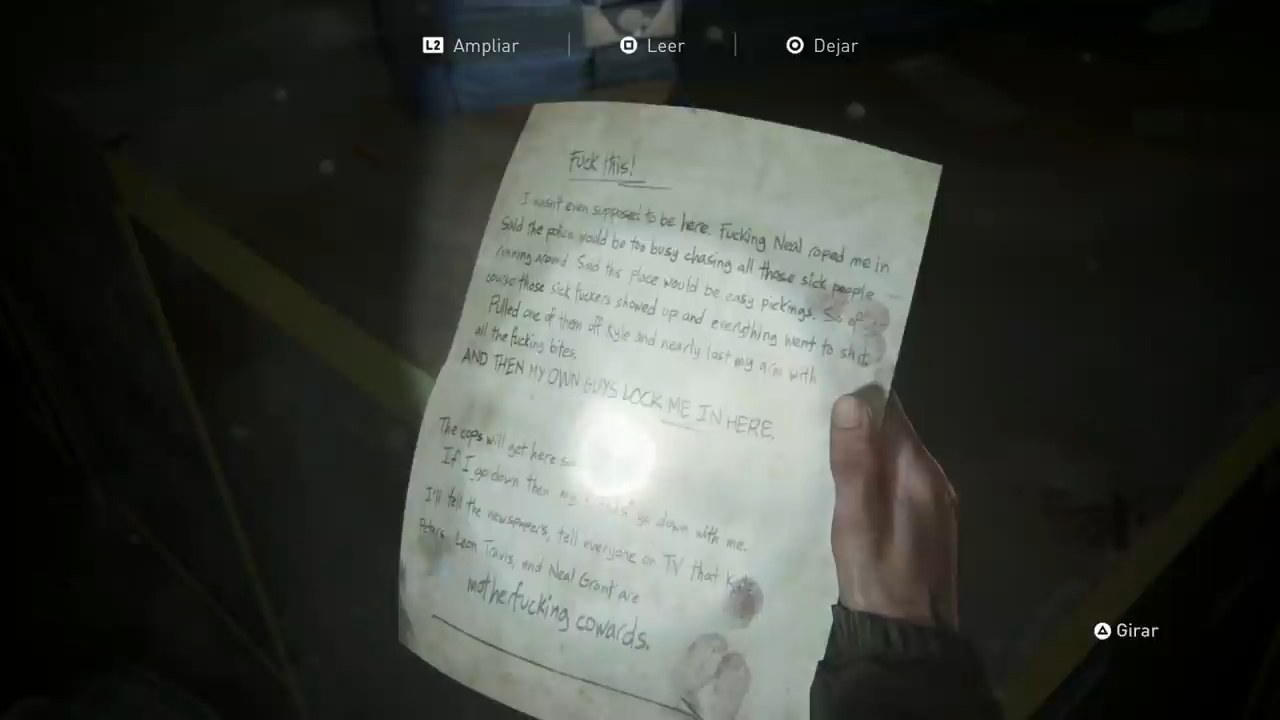 L2 Ampliar
Leer
Dejar
Fuck this!
I wasn't even supposed to be here. Fucking Neal roped me in
Said the police would be too busy chasing all those sick people
running around. Said this place would be easy pickings. So of
course those sick fuckers showed up and everything went to shit
Pulled one of them off Kyle and nearly lost my arm with
all the fucking bites.
AND THEN MY OWN GUYS LOCK ME IN HERE.
The cops will get here
If I go down then my go down with me.
I'll tell the newspapers, tell everyone on TV that Kyle
Peters, Leon Travis, and Neal Grant are
motherfucking cowards.
Girar